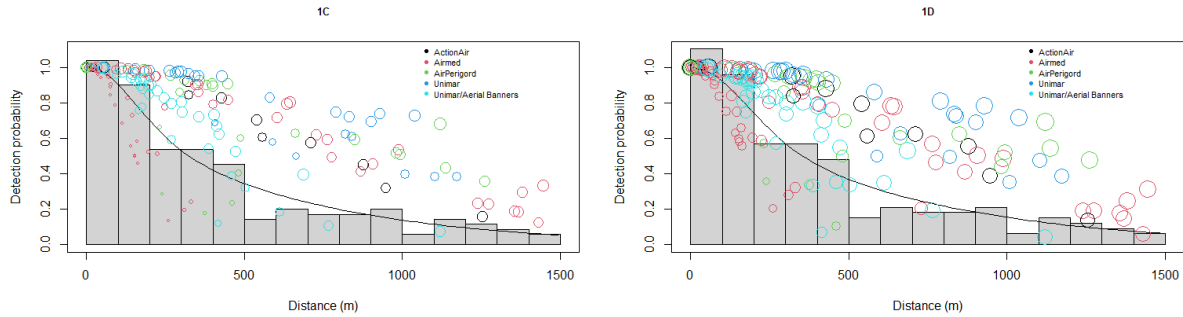 1C
Detection probability
1.0
0.8
0.6
0.4
0.2
0.0
ActionAir
Airmed
AirPerigord
Unimar
Unimar/Aerial Banners
0
500
1000
1500
Distance (m)
1D
Detection probability
1.0
0.8
0.6
0.4
0.2
0.0
ActionAir
Airmed
AirPerigord
Unimar
Unimar/Aerial Banners
0
500
1000
1500
Distance (m)